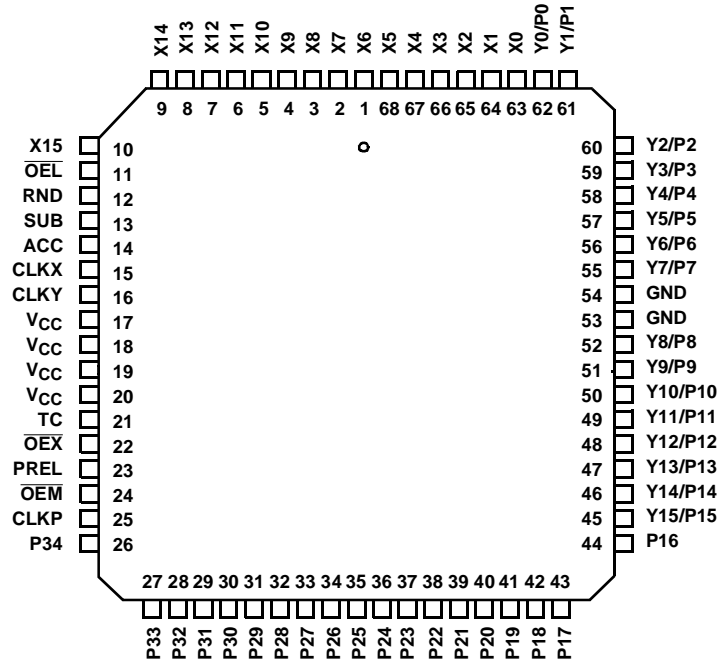 X14 X13 X12 X11 X10 X9 X8 X7 X6 X5 X4 X3 X2 X1 X0 Y0/P0 Y1/P1
9 8 7 6 5 4 3 2 1 68 67 66 65 64 63 62 61
X15 10 60 Y2/P2
OEL 11 59 Y3/P3
RND 12 58 Y4/P4
SUB 13 57 Y5/P5
ACC 14 56 Y6/P6
CLKX 15 55 Y7/P7
CLKY 16 54 GND
VCC 17 53 GND
VCC 18 52 Y8/P8
VCC 19 51 Y9/P9
VCC 20 50 Y10/P10
TC 21 49 Y11/P11
OEX 22 48 Y12/P12
PREL 23 47 Y13/P13
OEM 24 46 Y14/P14
CLKP 25 45 Y15/P15
P34 26 44 P16
27 28 29 30 31 32 33 34 35 36 37 38 39 40 41 42 43
P33 P32 P31 P30 P29 P28 P27 P26 P25 P24 P23 P22 P21 P20 P19 P18 P17